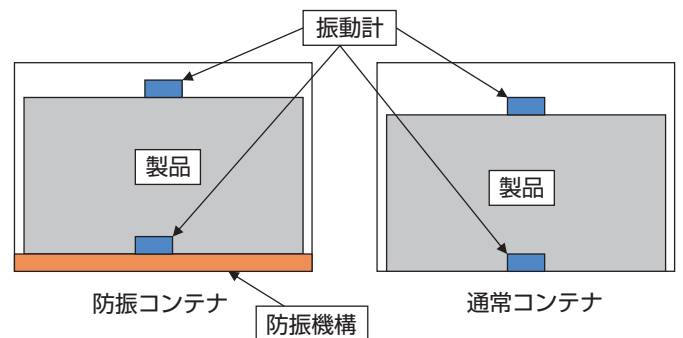 振動計
製品
製品
防振コンテナ
通常コンテナ
防振機構